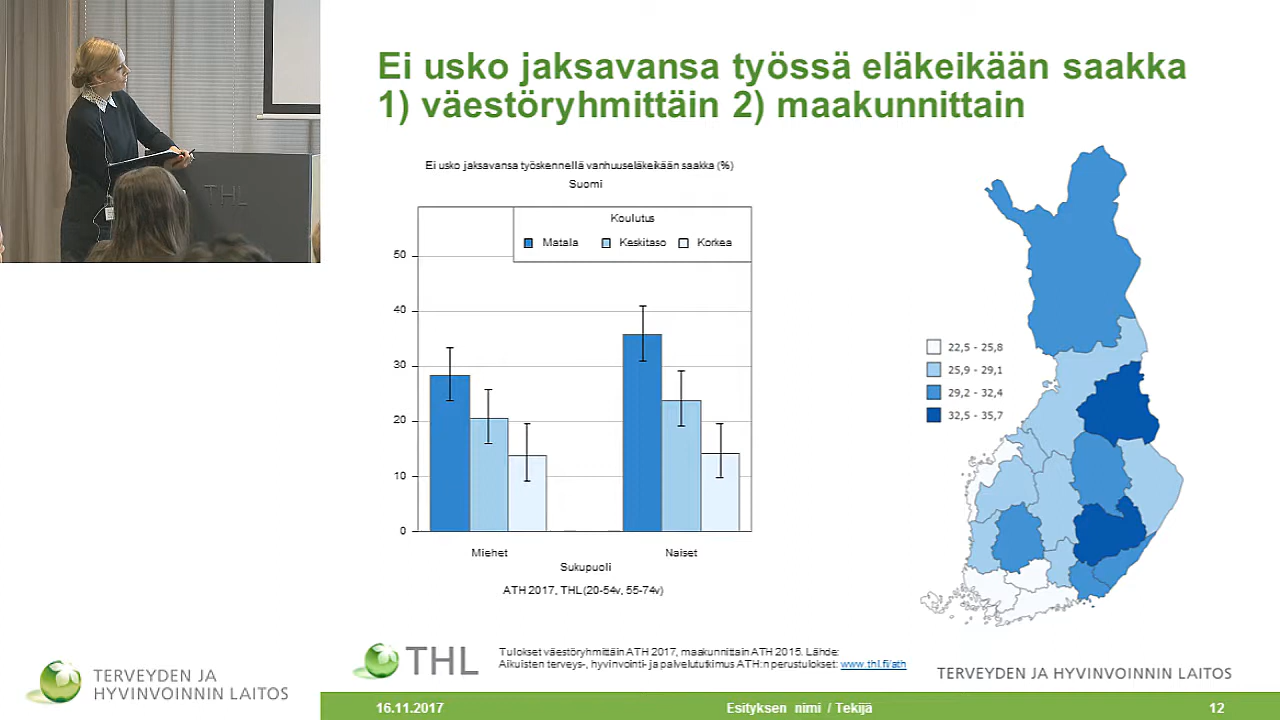 THL
Ei usko jaksavansa työssä eläkeikään saakka
1) väestöryhmittäin 2) maakunnittain
Ei usko jaksavansa työskennellä vanhuuseläkeikään saakka (%)
Suomi
Koulutus
Matala Keskitaso Korkea
50
40
30
20
10
0
Miehet Naiset
Sukupuoli
ATH 2017, THL (20-54v, 55-74v)
22,5 - 25,8
25,9 - 29,1
29,2 - 32,4
32,5 - 35,7
THL
Tulokset väestöryhmittäin ATH 2017, maakunnittain ATH 2015. Lähde:
Aikuisten terveys-, hyvinvointi- ja palvelututkimus ATH:n perustulokset: www.thl.fi/ath
TERVEYDEN JA HYVINVOINNIN LAITOS
TERVEYDEN JA
HYVINVOINNIN LAITOS
16.11.2017 Esityksen nimi / Tekijä 12